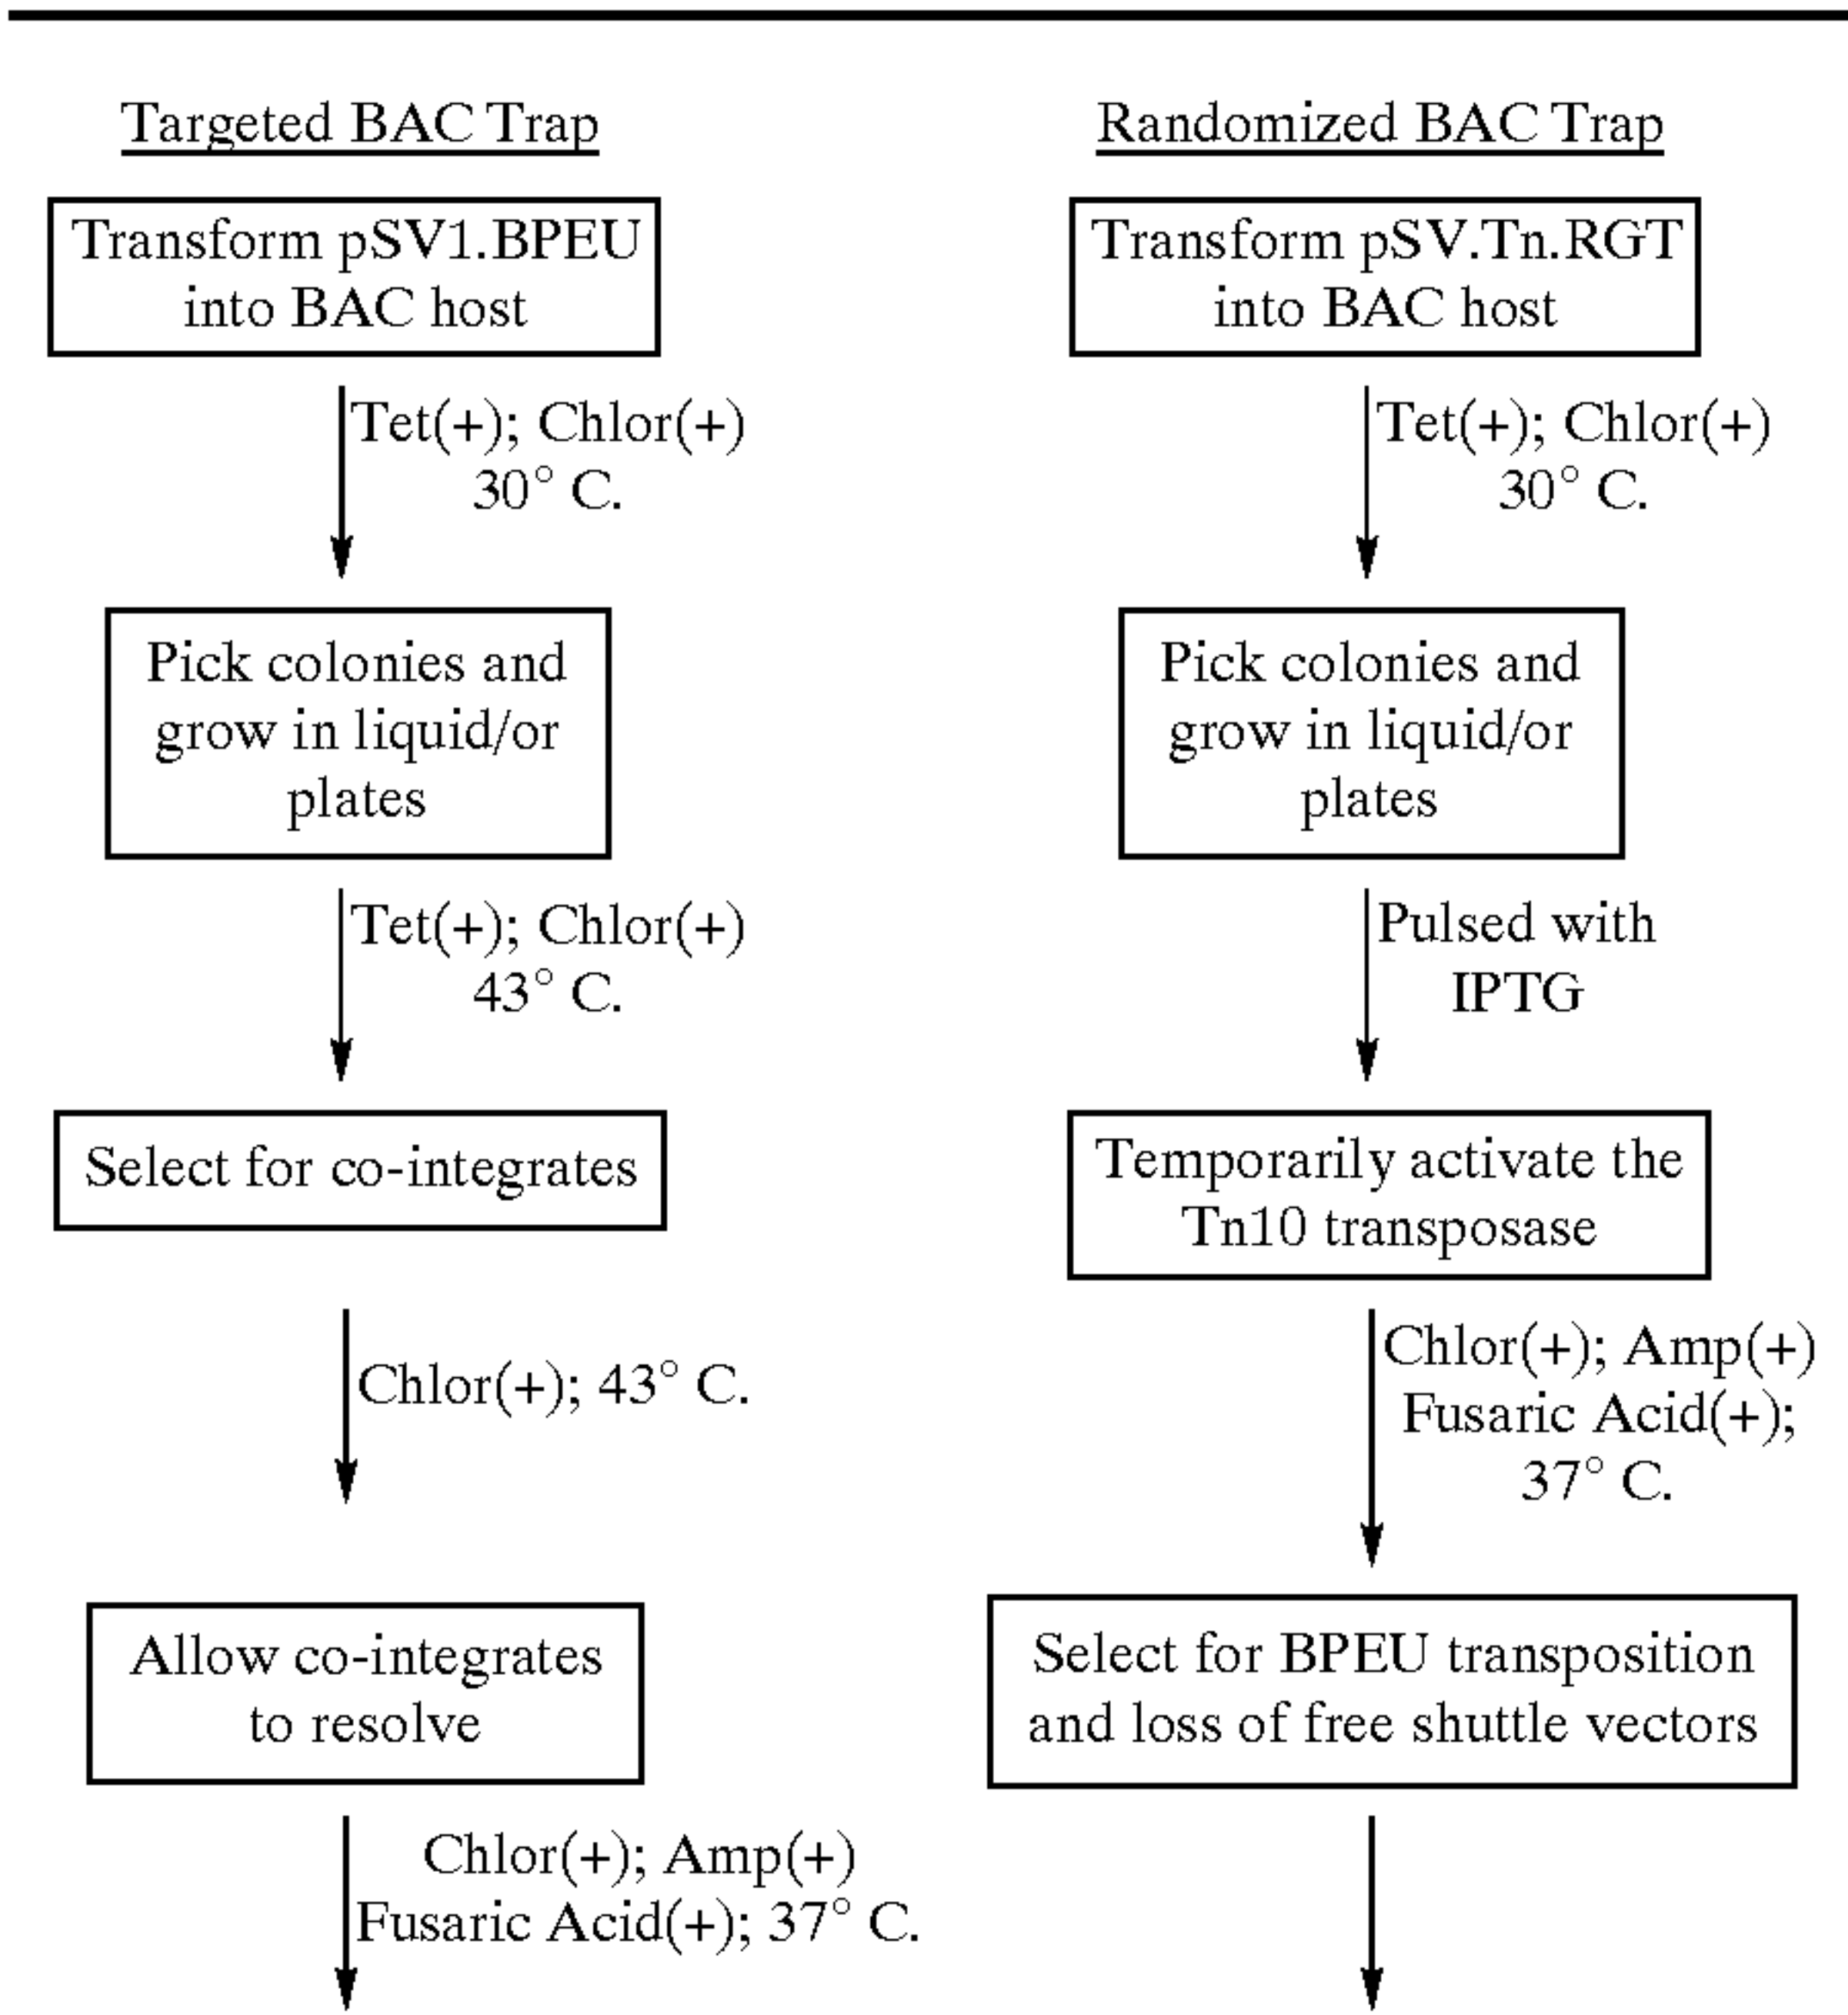 Targeted BAC Trap
Transform pSV1.BPEU
into BAC host
Tet(+); Chlor(+)
30° C.
Pick colonies and
grow in liquid/or
plates
Tet(+); Chlor(+)
43° C.
Select for co-integrates
Chlor(+); 43° C.
Allow co-integrates
to resolve
Chlor(+); Amp(+)
Fusaric Acid(+); 37° C.
Randomized BAC Trap
Transform pSV.Tn.RGT
into BAC host
Tet(+); Chlor(+)
30° C.
Pick colonies and
grow in liquid/or
plates
Pulsed with
IPTG
Temporarily activate the
Tn10 transposase
Chlor(+); Amp(+)
Fusaric Acid(+);
37° C.
Select for BPEU transposition
and loss of free shuttle vectors